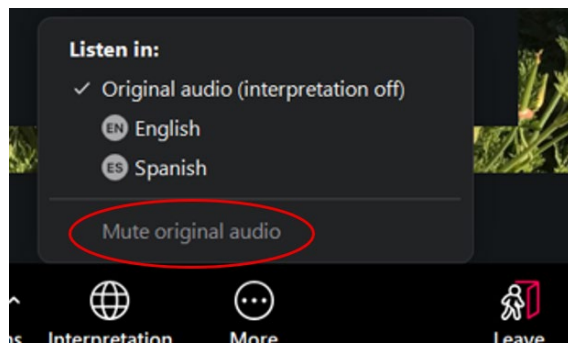 Listen in:
Original audio (interpretation off)
EN English
ES Spanish
Mute original audio
Interpretation More Leave